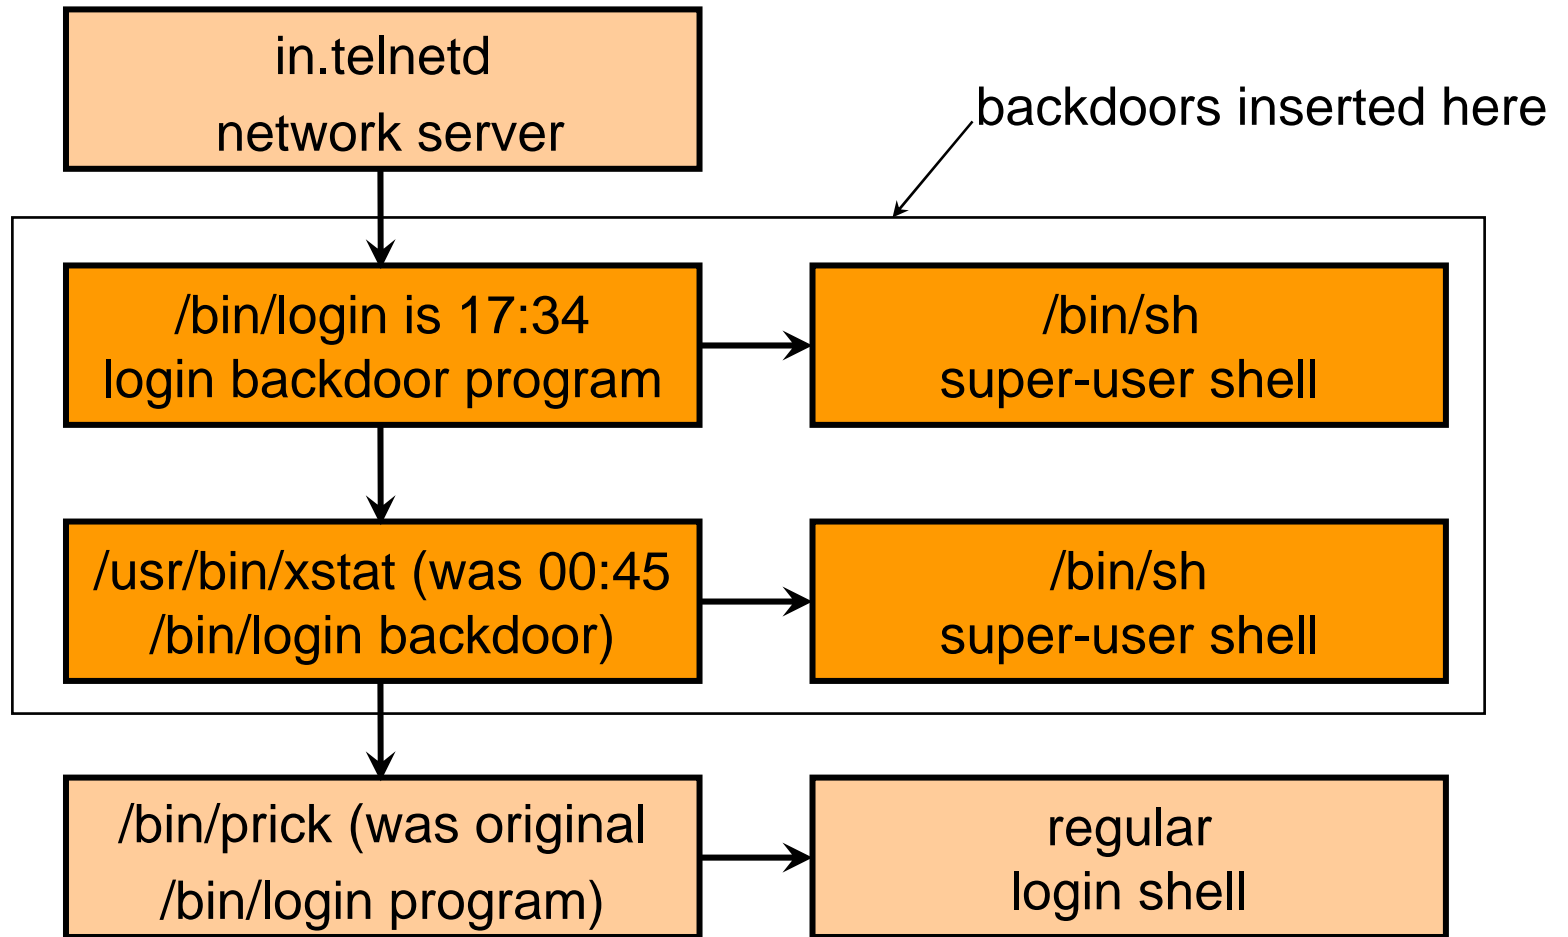 in.telnetd
network server
backdoors inserted here
/bin/login is 17:34
login backdoor program
/bin/sh
super-user shell
/usr/bin/xstat (was 00:45
/bin/login backdoor)
/bin/sh
super-user shell
/bin/prick (was original
/bin/login program)
regular
login shell